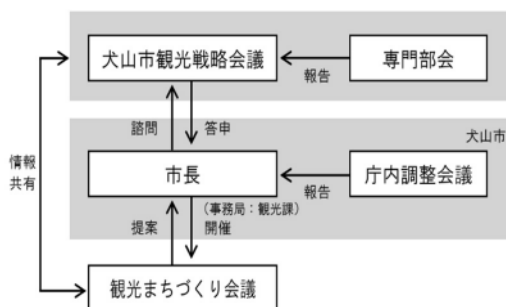 犬山市観光戦略会議
専門部会
報告
諮問
答申
犬山市
情報
共有
市長
庁内調整会議
報告
(事務局:観光課)
提案
開催
観光まちづくり会議